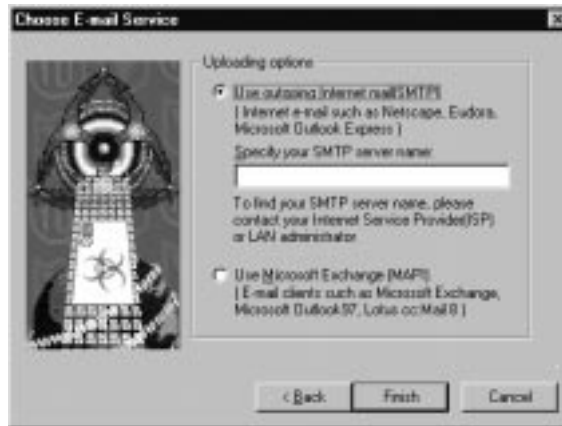 Choose E-mail Service
Uploading options
Use outgoing Internet mail(SMTP)
( Internet e-mail such as Netscape, Eudora,
Microsoft Outlook Express )
Specify your SMTP server name:
To find your SMTP server name, please
contact your Internet Service Provider(ISP)
or LAN administrator
Use Microsoft Exchange (MAPI)
( E-mail clients such as Microsoft Exchange,
Microsoft Outlook97, Lotus cc:Mail 8 )
< Back
Finish
Cancel